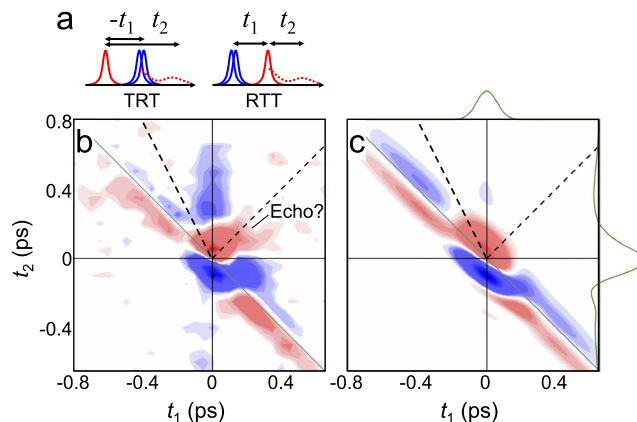 a
-t1 t2 t1 t2
TRT RTT
b c
Echo?
0.8
0.4
0
-0.4
t2 (ps)
-0.8 -0.4 0 0.4
-0.8 -0.4 0 0.4
t1 (ps) t1 (ps)